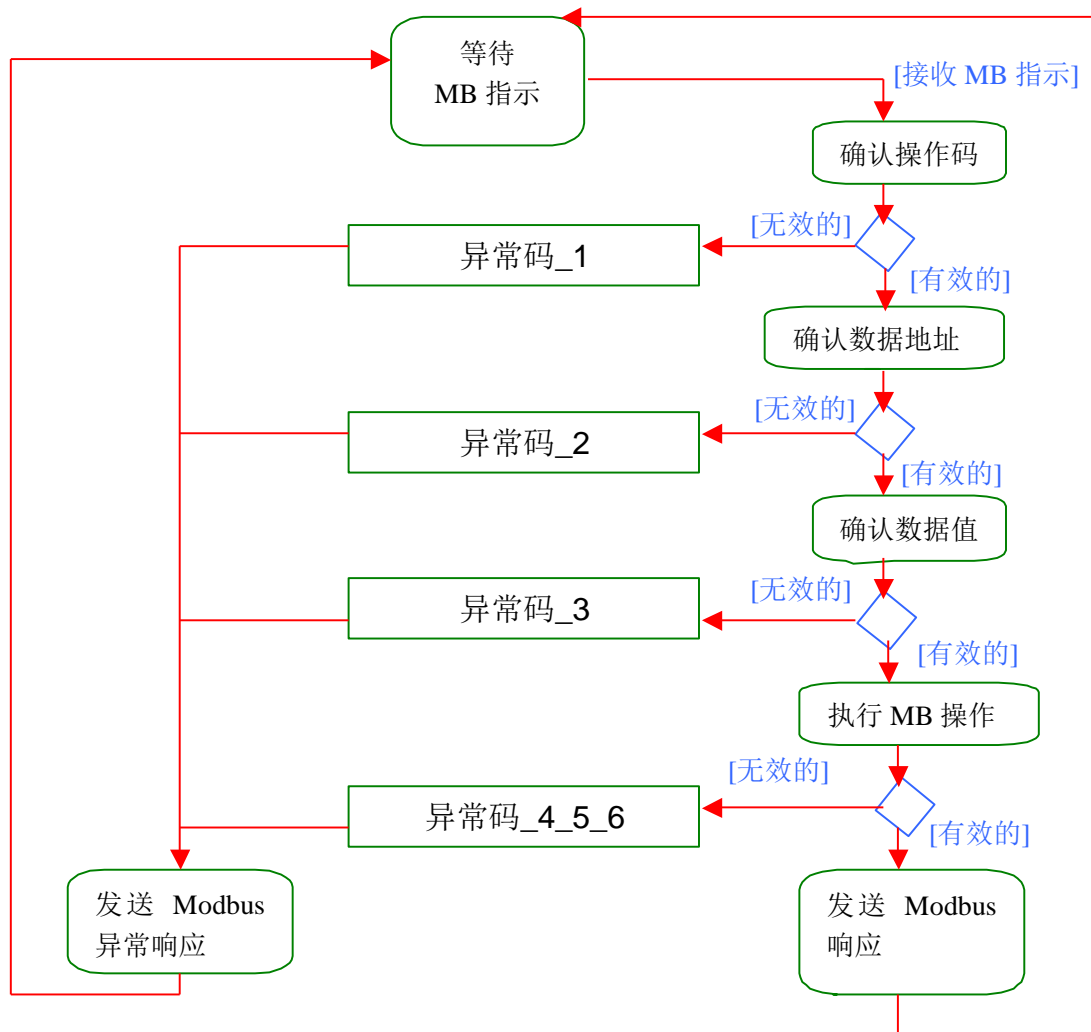 等待
MB 指示
[接收 MB 指示]
确认操作码
[无效的]
异常码_1
[有效的]
确认数据地址
[无效的]
异常码_2
[有效的]
确认数据值
[无效的]
异常码_3
[有效的]
执行 MB 操作
[无效的]
异常码_4_5_6
[有效的]
发送 Modbus
异常响应
发送 Modbus
响应